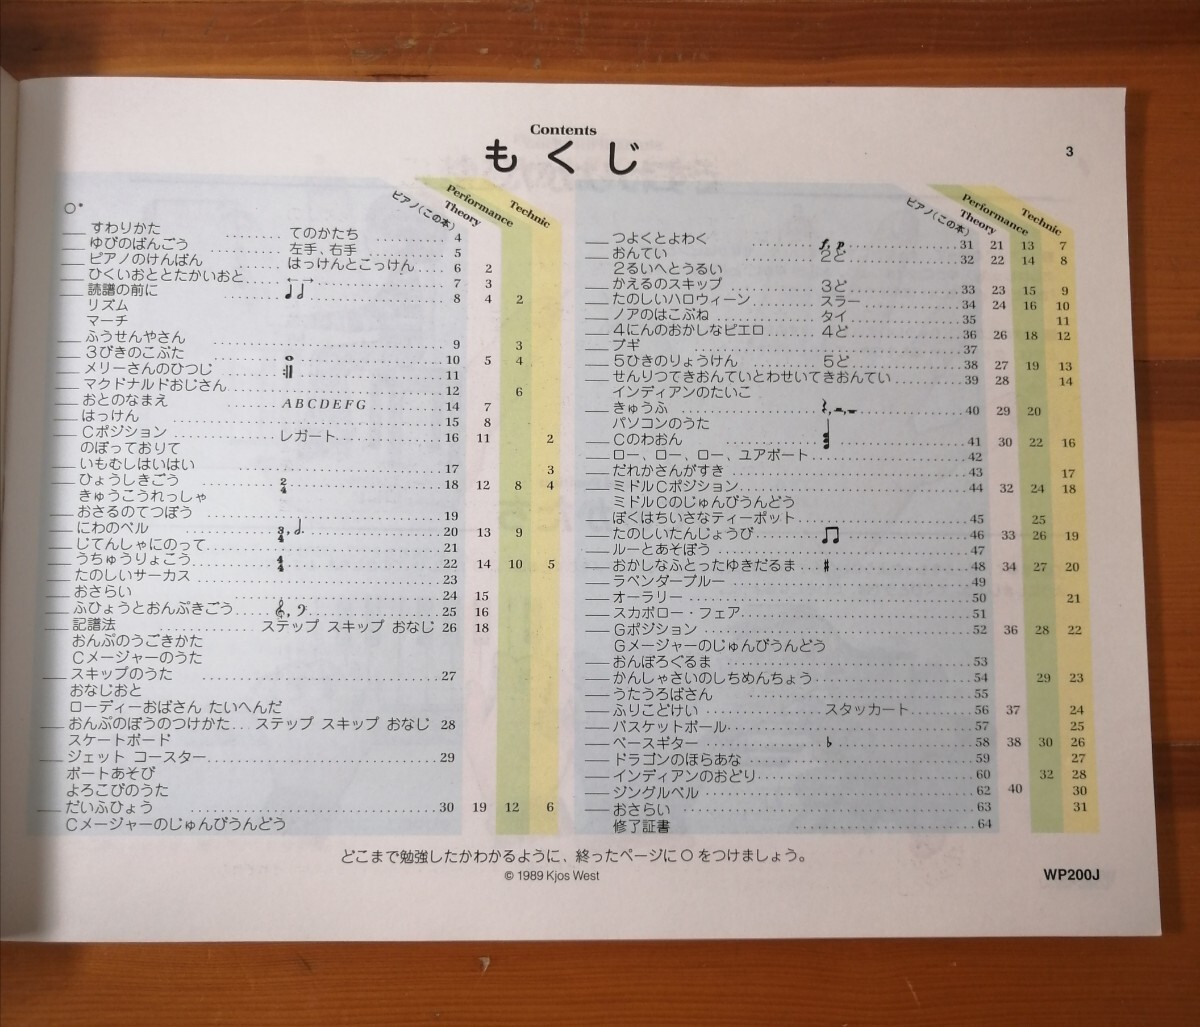 Contents
もくじ
3
○*
ピアノ(この本) Theory Performance Technic
すわりかた ........ てのかたち ........ 4
ゆびのばんごう ........ 左手、右手 ........ 5
ピアノのけんばん ........ はっけんとこっけん .... 6 2
ひくいおととたかいおと ........ ←→ ........ 7 3
読譜の前に ........ ♩♩ ........ 8 4 2
リズム
マーチ
ふうせんやさん ........ 9 3
3びきのこぶた ........ 𝅝 ........ 10 5 4
メリーさんのひつじ ........ :‖ ........ 11
マクドナルドおじさん ........ 12 6
おとのなまえ ........ ABCDEFG ........ 14 7
はっけん ........ 15 8
Cポジション ........ レガート ........ 16 11 2
のぼっておりて
いもむしはいはい ........ 17 3
ひょうしきごう ........ 2/4 ........ 18 12 8 4
きゅうこうれっしゃ
おさるのてつぼう ........ 19
にわのベル ........ 3/4, 𝅗𝅥. ........ 20 13 9
じてんしゃにのって ........ 21
うちゅうりょこう ........ 4/4 ........ 22 14 10 5
たのしいサーカス ........ 23
おさらい ........ 24 15
ふひょうとおんぷきごう .... 𝄞, 𝄢 ........ 25 16
記譜法 ........ ステップ スキップ おなじ 26 18
おんぷのうごきかた
Cメージャーのうた
スキップのうた ........ 27
おなじおと
ローディーおばさん たいへんだ
おんぷのぼうのつけかた... ステップ スキップ おなじ 28
スケートボード
ジェット コースター ........ 29
ボートあそび
よろこびのうた
だいふひょう ........ 30 19 12 6
Cメージャーのじゅんびうんどう
ピアノ(この本) Theory Performance Technic
つよくとよわく ........ f, p ........ 31 21 13 7
おんてい ........ 2ど ........ 32 22 14 8
2るいへとうるい
かえるのスキップ ........ 3ど ........ 33 23 15 9
たのしいハロウィーン ........ スラー ........ 34 24 16 10
ノアのはこぶね ........ タイ ........ 35 11
4にんのおかしなピエロ ........ 4ど ........ 36 26 18 12
ブギ ........ 37
5ひきのりょうけん ........ 5ど ........ 38 27 19 13
せんりつてきおんていとわせいてきおんてい ........ 39 28 14
インディアンのたいこ
きゅうふ ........ 𝄽, 𝄼, 𝄻 ........ 40 29 20
パソコンのうた
Cのわおん ........ 41 30 22 16
ロー、ロー、ロー、ユアボート ........ 42
だれかさんがすき ........ 43 17
ミドルCポジション ........ 44 32 24 18
ミドルCのじゅんびうんどう
ぼくはちいさなティーポット ........ 45 25
たのしいたんじょうび ........ ♫ ........ 46 33 26 19
ルーとあそぼう ........ 47
おかしなふとったゆきだるま .... ♯ ........ 48 34 27 20
ラベンダーブルー ........ 49
オーラリー ........ 50 21
スカボロー・フェア ........ 51
Gポジション ........ 52 36 28 22
Gメージャーのじゅんびうんどう
おんぼろぐるま ........ 53
かんしゃさいのしちめんちょう ........ 54 29 23
うたうろばさん ........ 55
ふりこどけい ........ スタッカート ........ 56 37 24
バスケットボール ........ 57 25
ベースギター ........ ♭ ........ 58 38 30 26
ドラゴンのほらあな ........ 59 27
インディアンのおどり ........ 60 32 28
ジングルベル ........ 62 40 30
おさらい ........ 63 31
修了証書 ........ 64
どこまで勉強したかわかるように、終ったページに○をつけましょう。
© 1989 Kjos West
WP200J